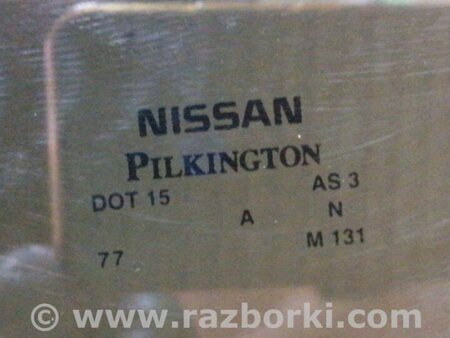 NISSAN
PILKINGTON
DOT 15 AS 3
A N
77 M 131
© www.razborki.com